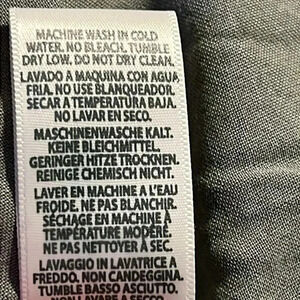 MACHINE WASH IN COLD
WATER. NO BLEACH. TUMBLE
DRY LOW, DO NOT DRY CLEAN.
LAVADO A MAQUINA CON AGUA
FRIA. NO USE BLANQUEADOR.
SECAR A TEMPERATURA BAJA.
NO LAVAR EN SECO.
MASCHINENWASCHE KALT.
KEINE BLEICHMITTEL.
GERINGER HITZE TROCKNEN.
REINIGE CHEMISCH NICHT.
LAVER EN MACHINE A L'EAU
FROIDE. NE PAS BLANCHIR.
SÉCHAGE EN MACHINE À
TEMPÉRATURE MODÉRÉ.
NE PAS NETTOYER À SEC.
LAVAGGIO IN LAVATRICE A
FREDDO. NON CANDEGGINA.
TUMBLE BASSO ASCIUTTO.
NON LAVARE A SECCO